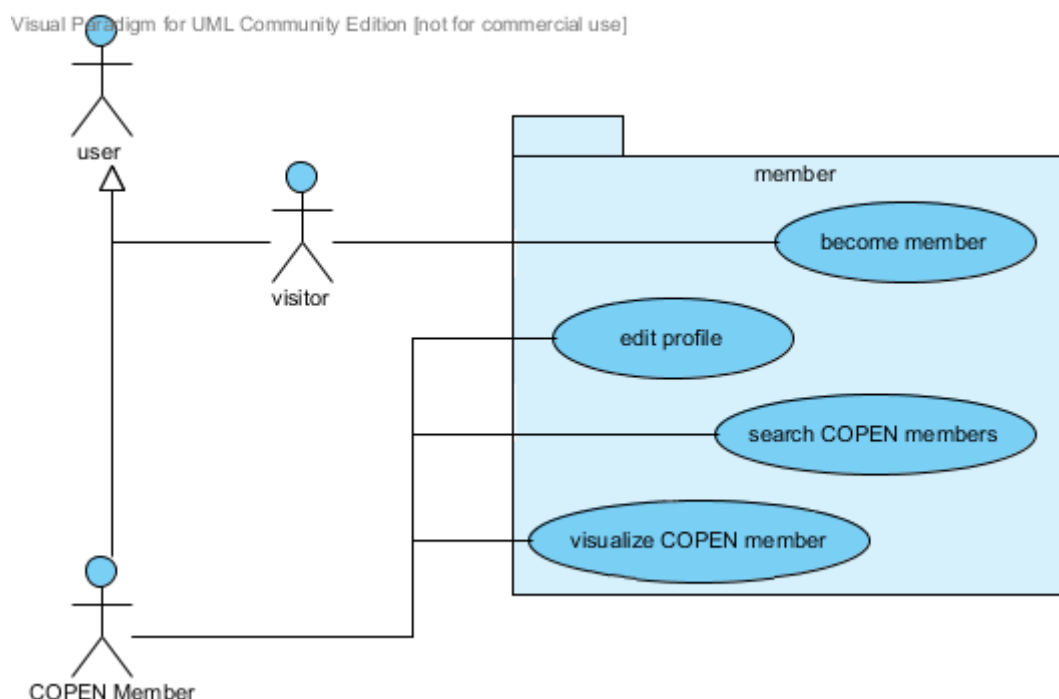 Visual Paradigm for UML Community Edition [not for commercial use]
user
member
become member
visitor
edit profile
search COPEN members
visualize COPEN member
COPEN Member